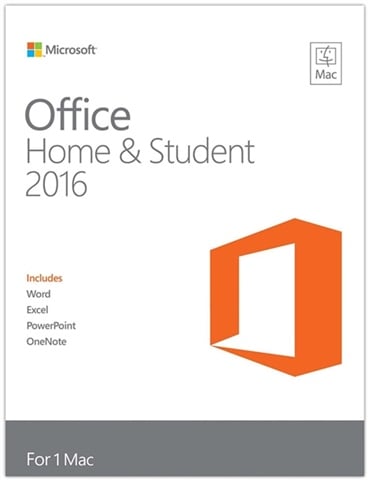 Microsoft
Mac
Office
Home & Student
2016
Includes
Word
Excel
PowerPoint
OneNote
For 1 Mac